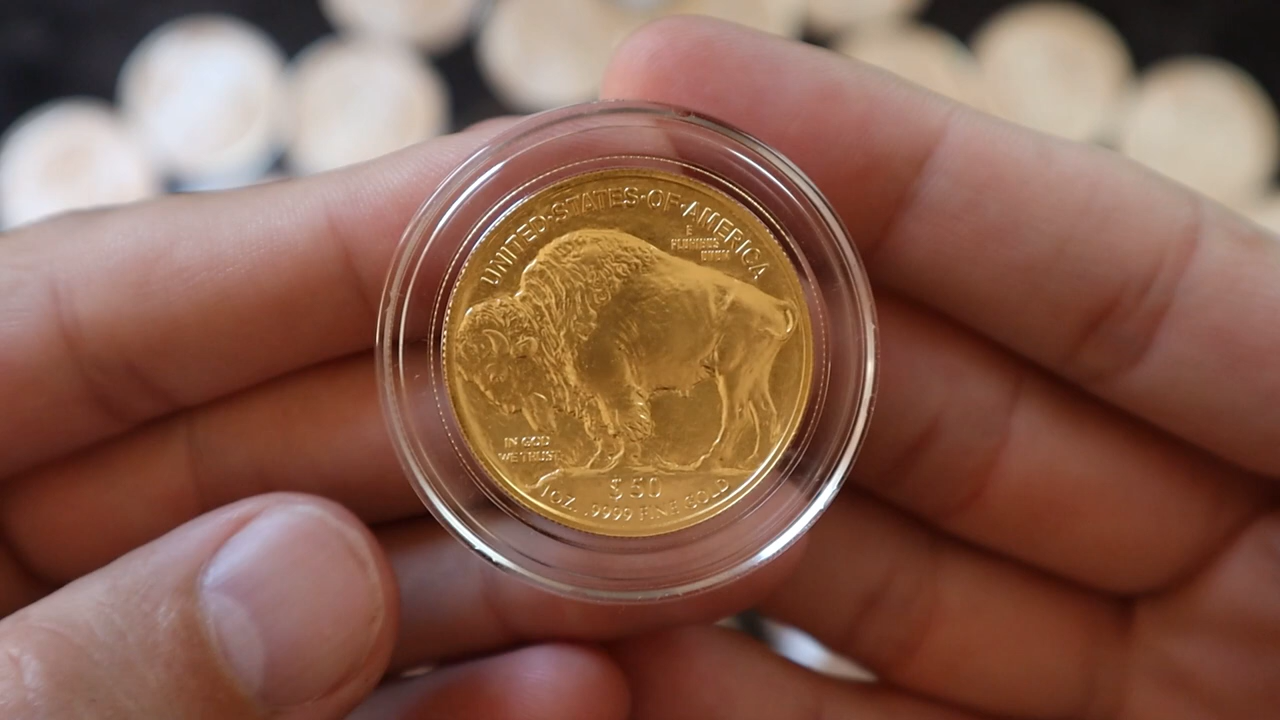 UNITED·STATES·OF·AMERICA
E
PLURIBUS
UNUM
IN GOD
WE TRUST
$50
1 OZ. .9999 FINE GOLD